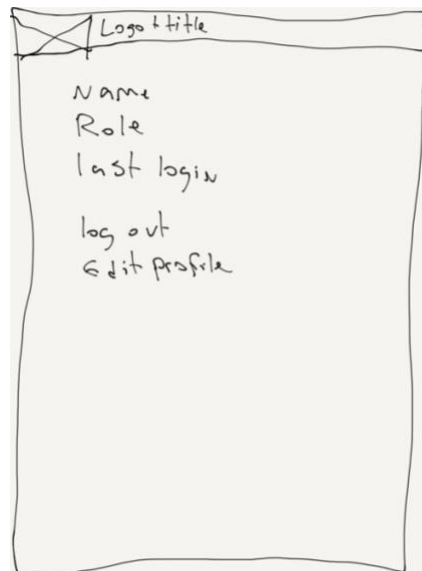 Logo + title
Name
Role
last login
log out
Edit profile